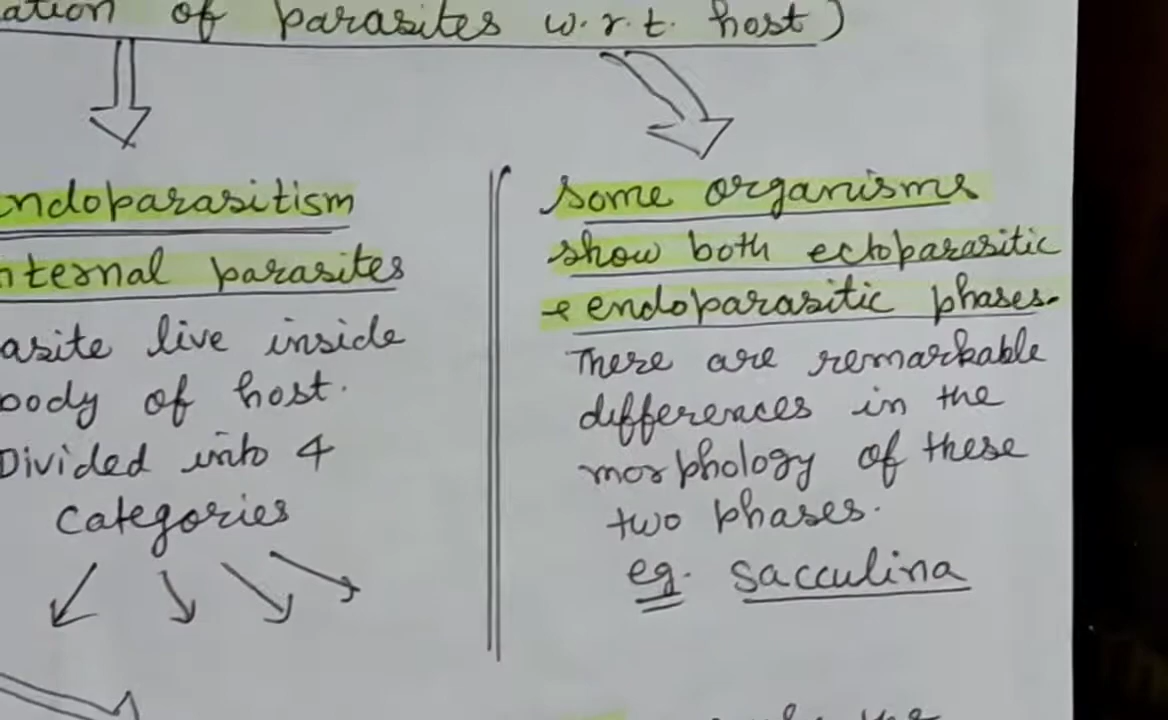 ation of parasites w.r.t. host)
ndoparasitism
nternal parasites
asite live inside
body of host.
Divided into 4
categories
some organisms
show both ectoparasitic
& endoparasitic phases.
There are remarkable
differences in the
morphology of these
two phases.
eg. sacculina